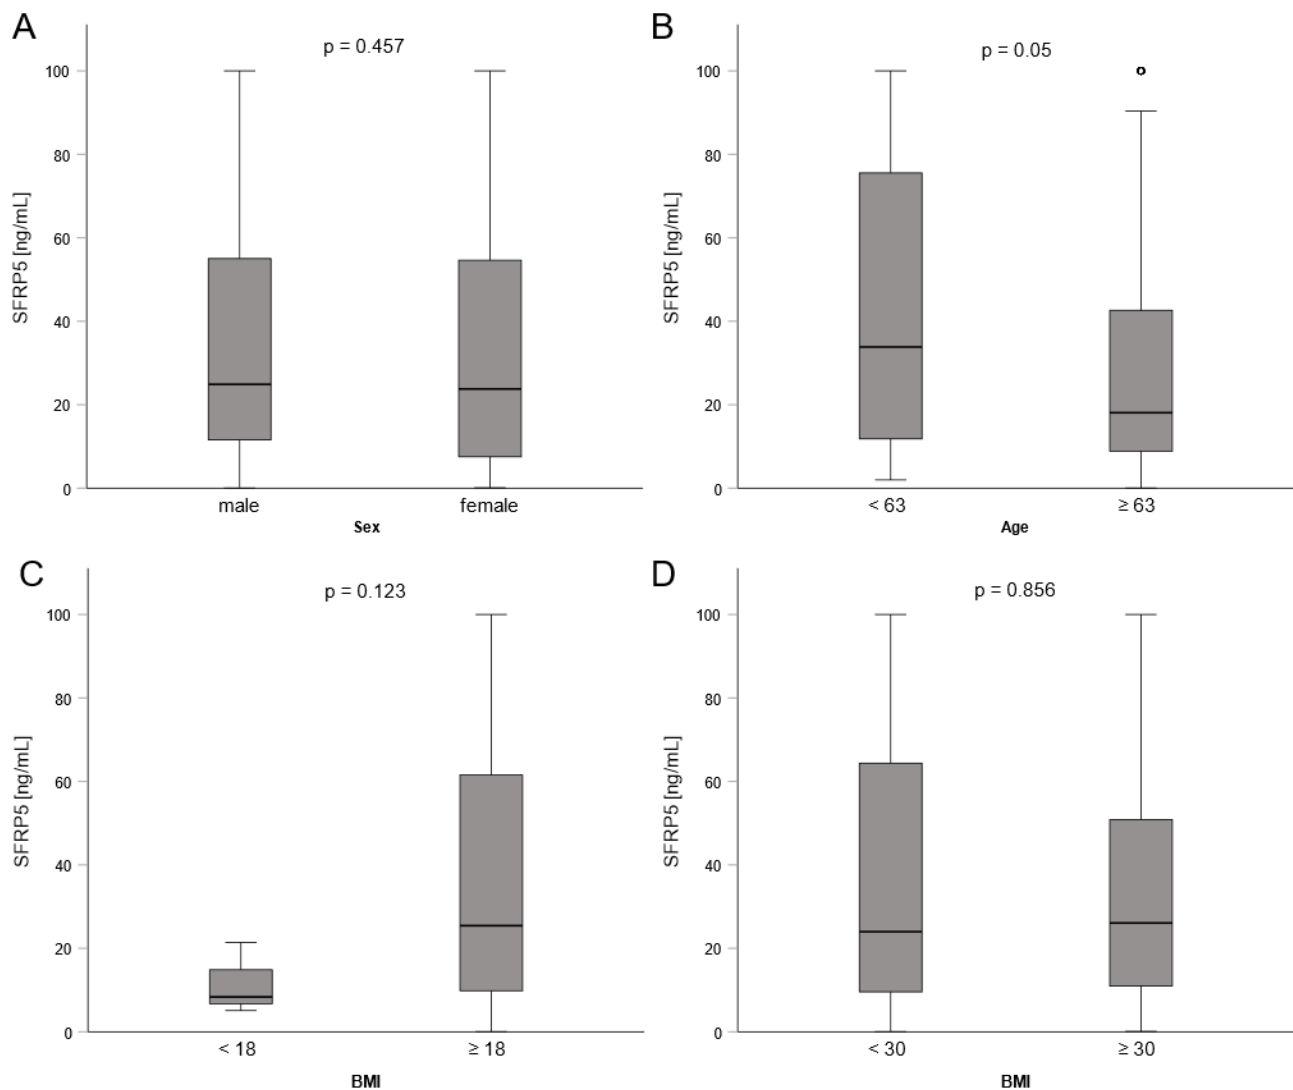 A
p = 0.457
SFRP5 [ng/mL]
100
80
60
40
20
0
male female
Sex
B
p = 0.05
SFRP5 [ng/mL]
100
80
60
40
20
0
< 63 ≥ 63
Age
C
p = 0.123
SFRP5 [ng/mL]
100
80
60
40
20
0
< 18 ≥ 18
BMI
D
p = 0.856
SFRP5 [ng/mL]
100
80
60
40
20
0
< 30 ≥ 30
BMI